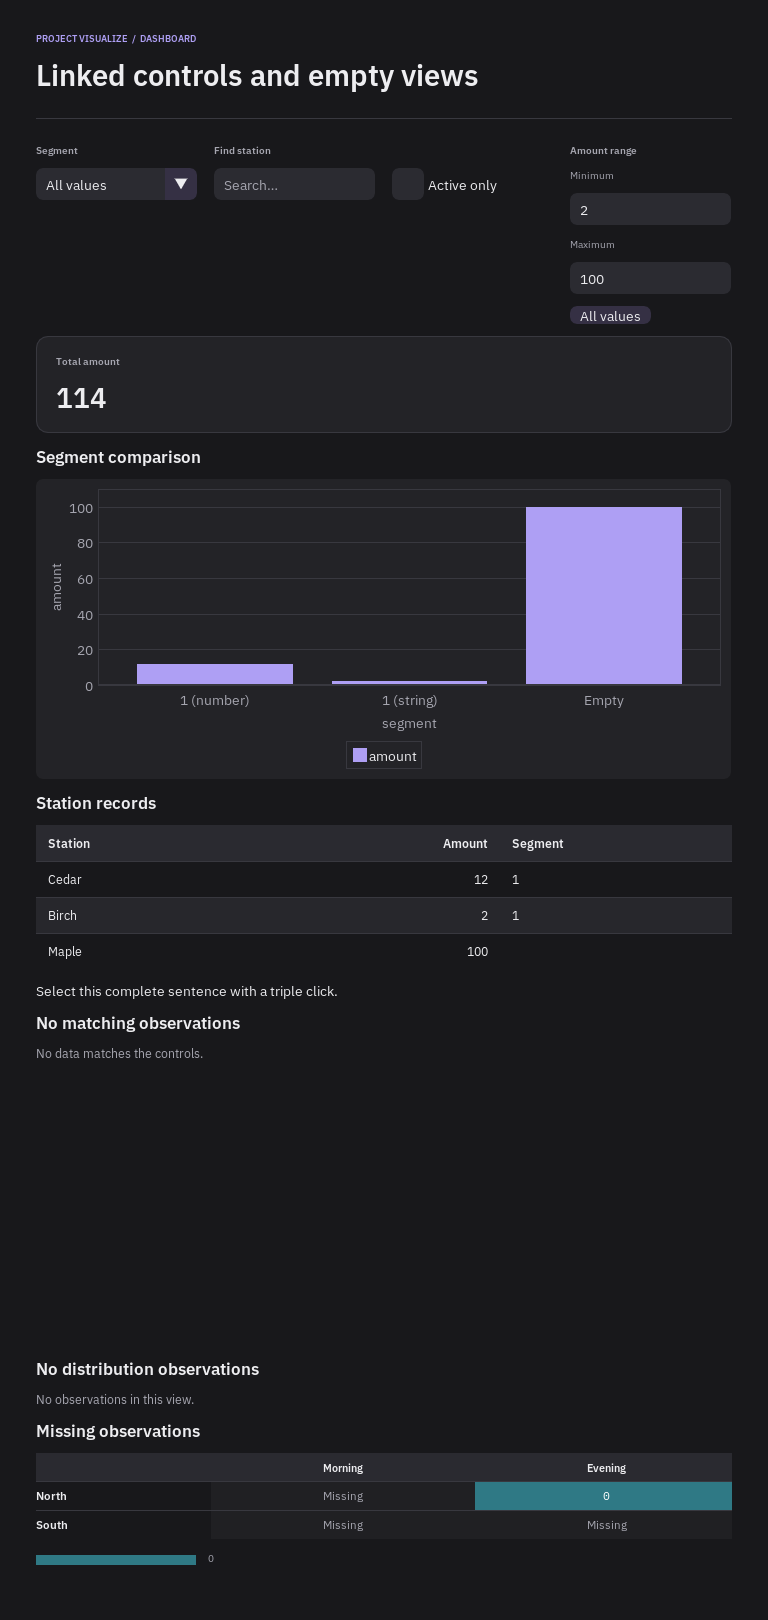 PROJECT VISUALIZE / DASHBOARD
Linked controls and empty views
Segment
All values
Find station
Search...
Active only
Amount range
Minimum
2
Maximum
100
All values
Total amount
114
Segment comparison
100
80
60
40
20
0
amount
1 (number) 1 (string) Empty
segment
amount
Station records
Station Amount Segment
Cedar 12 1
Birch 2 1
Maple 100
Select this complete sentence with a triple click.
No matching observations
No data matches the controls.
No distribution observations
No observations in this view.
Missing observations
Morning Evening
North Missing 0
South Missing Missing
0